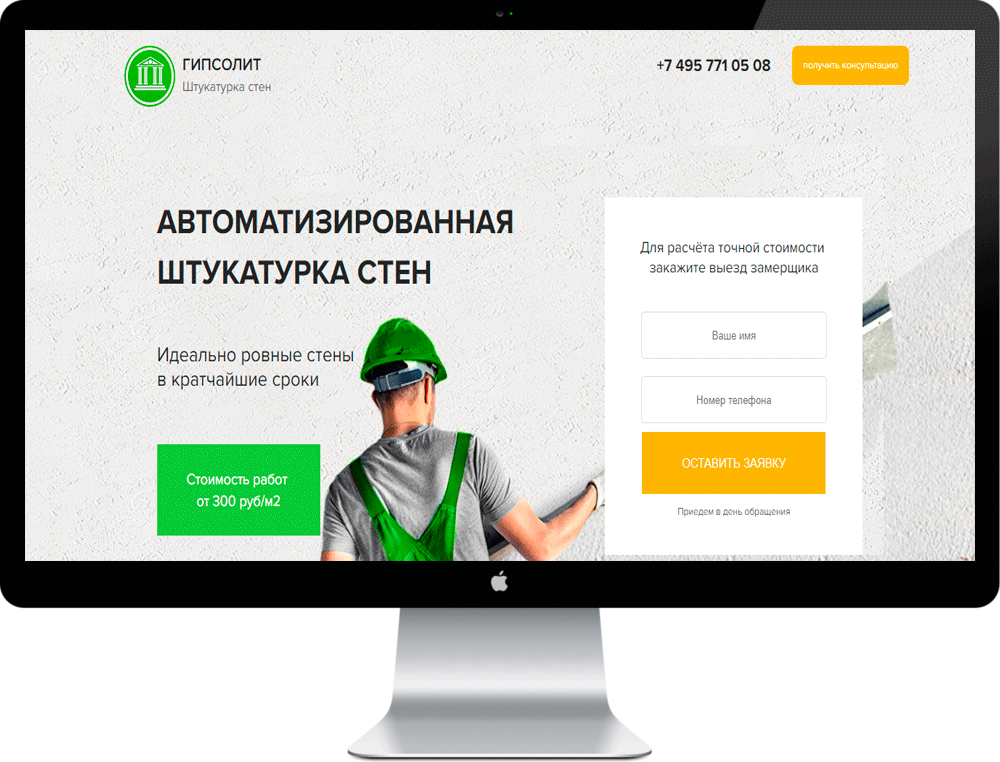 ГИПСОЛИТ
Штукатурка стен
+7 495 771 05 08
получить консультацию
АВТОМАТИЗИРОВАННАЯ
ШТУКАТУРКА СТЕН
Идеально ровные стены
в кратчайшие сроки
Стоимость работ
от 300 руб/м2
Для расчёта точной стоимости
закажите выезд замерщика
Ваше имя
Номер телефона
ОСТАВИТЬ ЗАЯВКУ
Приедем в день обращения